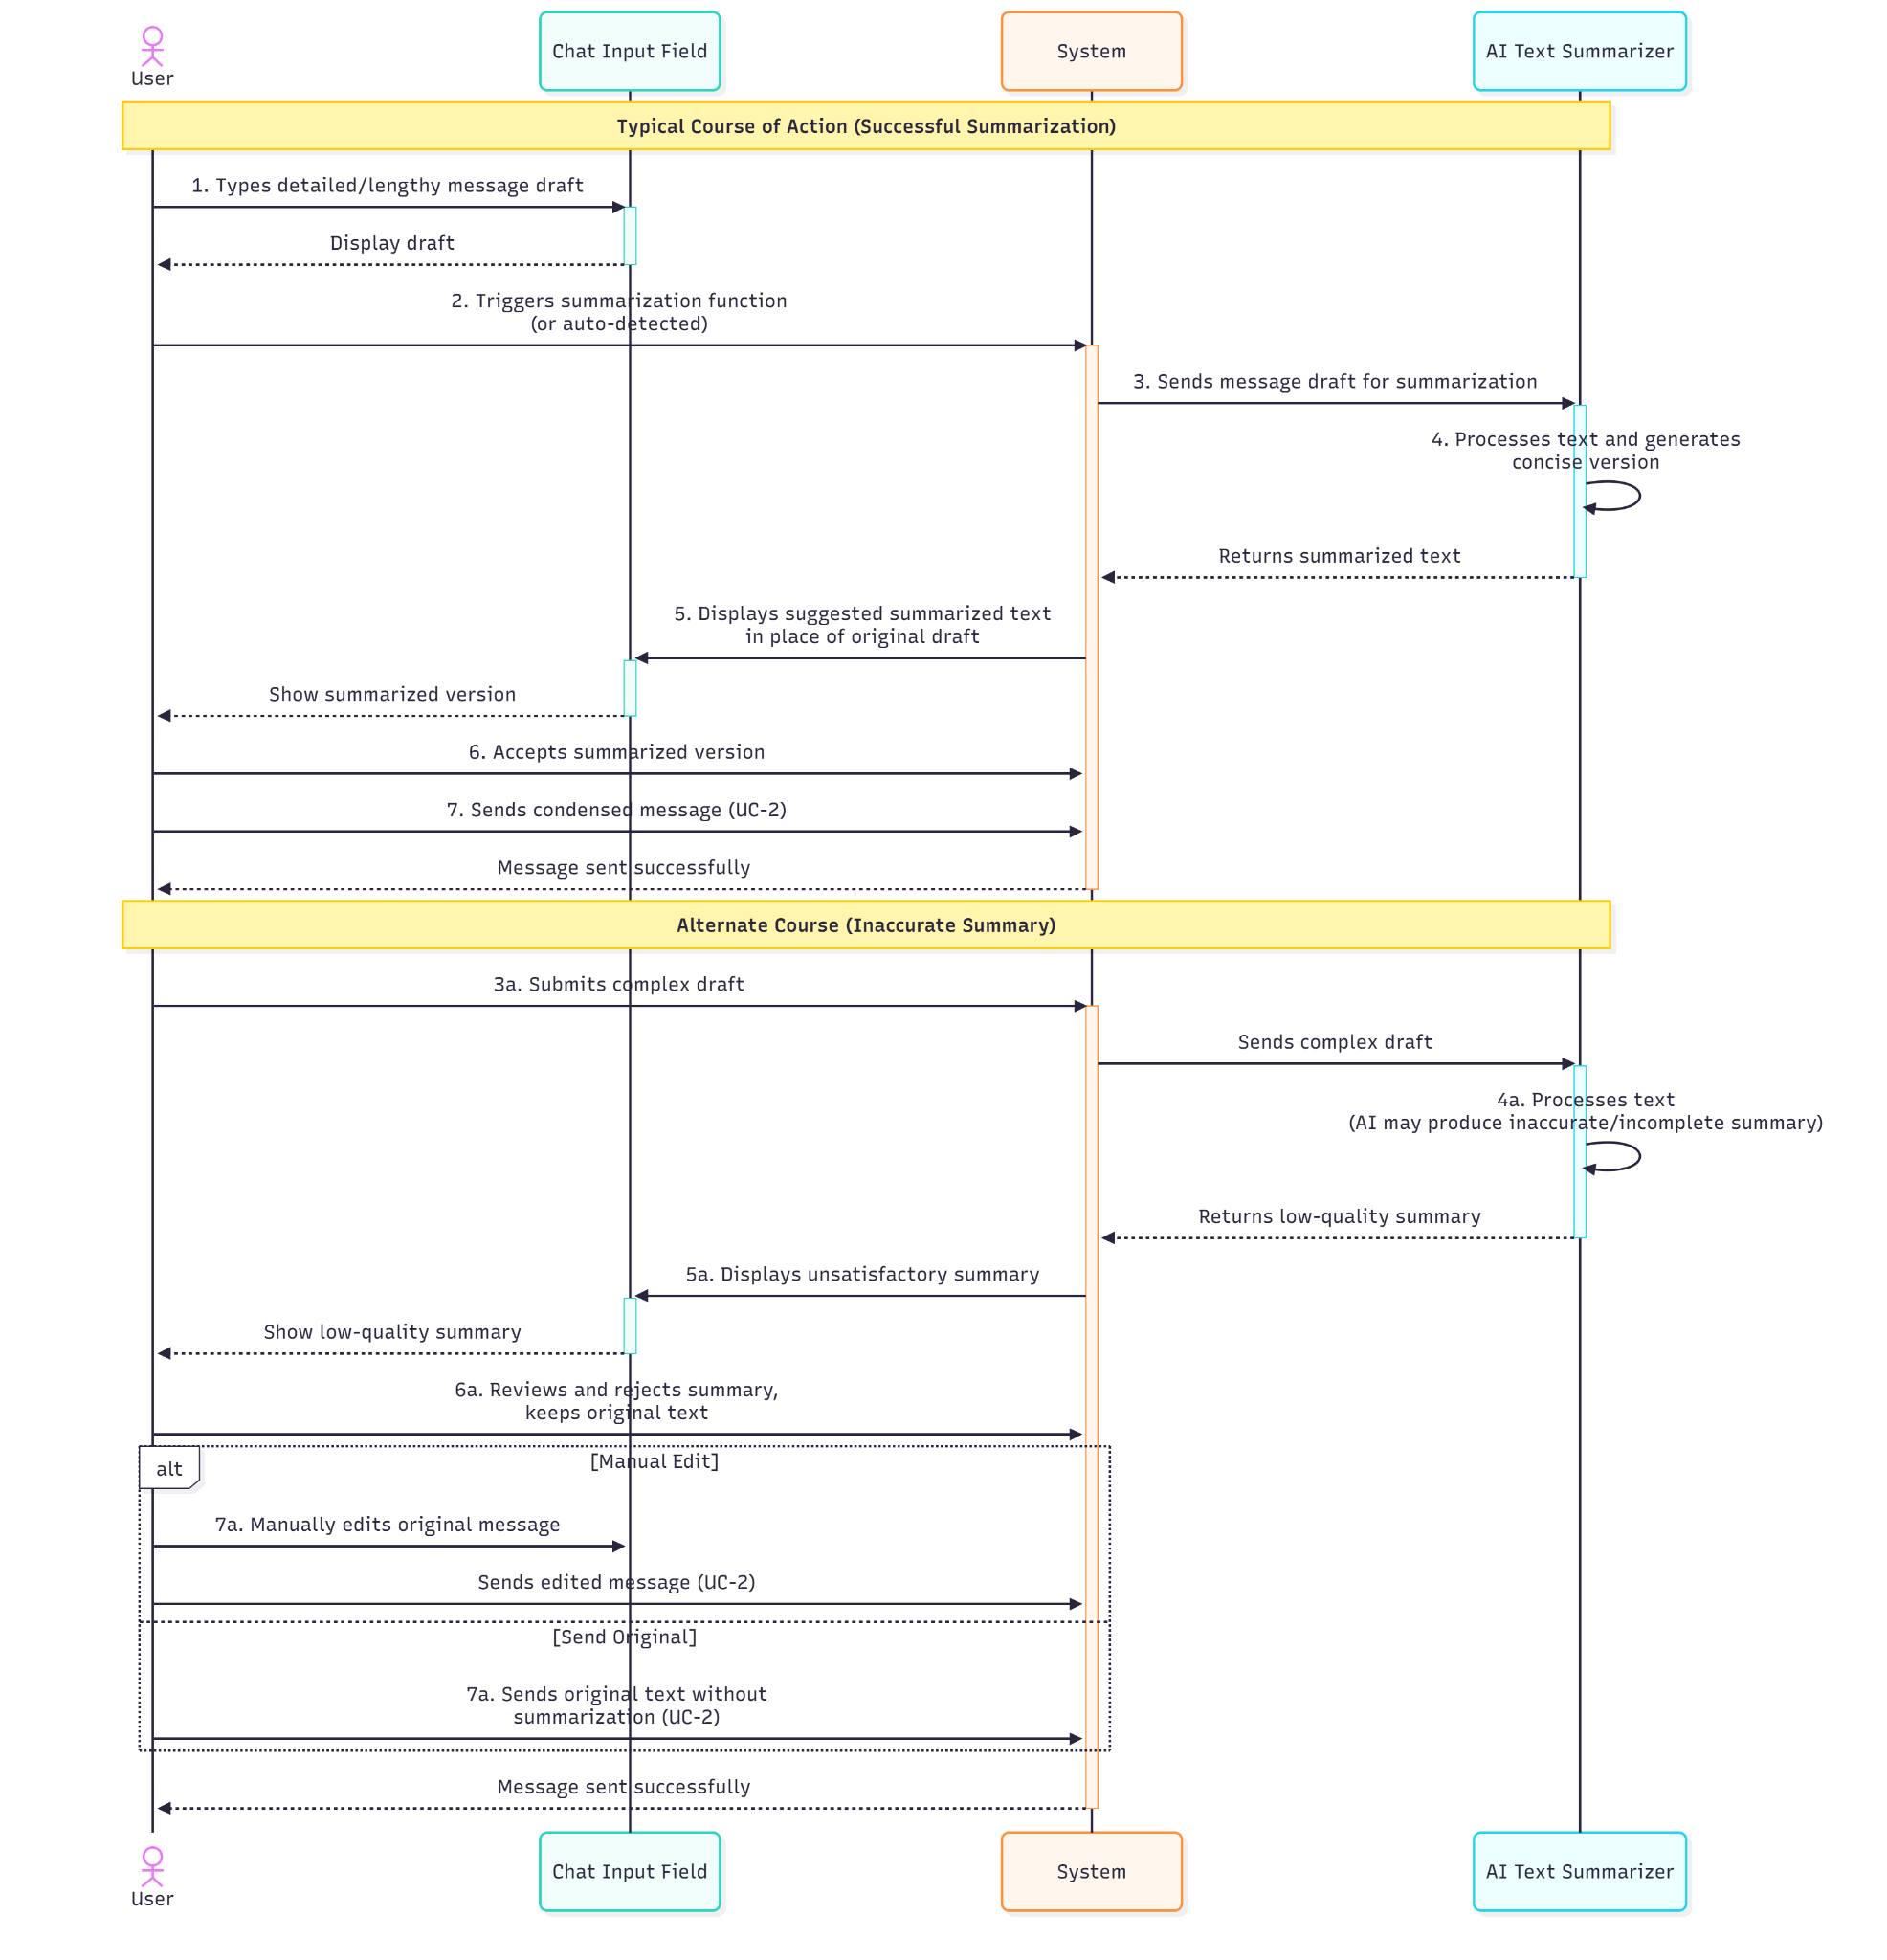 User
Chat Input Field
System
AI Text Summarizer
Typical Course of Action (Successful Summarization)
1. Types detailed/lengthy message draft
Display draft
2. Triggers summarization function
(or auto-detected)
3. Sends message draft for summarization
4. Processes text and generates
concise version
Returns summarized text
5. Displays suggested summarized text
in place of original draft
Show summarized version
6. Accepts summarized version
7. Sends condensed message (UC-2)
Message sent successfully
Alternate Course (Inaccurate Summary)
3a. Submits complex draft
Sends complex draft
4a. Processes text
(AI may produce inaccurate/incomplete summary)
Returns low-quality summary
5a. Displays unsatisfactory summary
Show low-quality summary
6a. Reviews and rejects summary,
keeps original text
alt
[Manual Edit]
7a. Manually edits original message
Sends edited message (UC-2)
[Send Original]
7a. Sends original text without
summarization (UC-2)
Message sent successfully
User
Chat Input Field
System
AI Text Summarizer